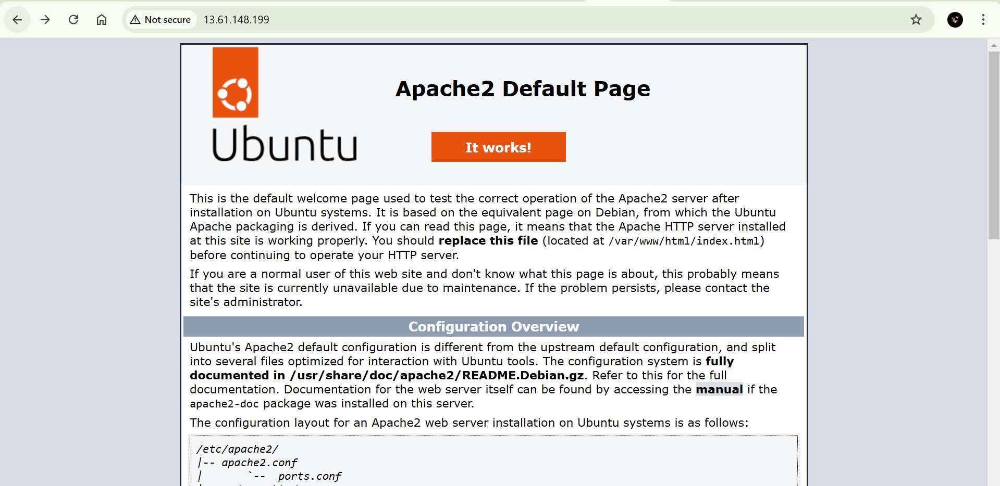 Not secure 13.61.148.199
Apache2 Default Page
Ubuntu
It works!
This is the default welcome page used to test the correct operation of the Apache2 server after
installation on Ubuntu systems. It is based on the equivalent page on Debian, from which the Ubuntu
Apache packaging is derived. If you can read this page, it means that the Apache HTTP server installed
at this site is working properly. You should replace this file (located at /var/www/html/index.html)
before continuing to operate your HTTP server.
If you are a normal user of this web site and don't know what this page is about, this probably means
that the site is currently unavailable due to maintenance. If the problem persists, please contact the
site's administrator.
Configuration Overview
Ubuntu's Apache2 default configuration is different from the upstream default configuration, and split
into several files optimized for interaction with Ubuntu tools. The configuration system is fully
documented in /usr/share/doc/apache2/README.Debian.gz. Refer to this for the full
documentation. Documentation for the web server itself can be found by accessing the manual if the
apache2-doc package was installed on this server.
The configuration layout for an Apache2 web server installation on Ubuntu systems is as follows:
/etc/apache2/
|-- apache2.conf
|       `--  ports.conf